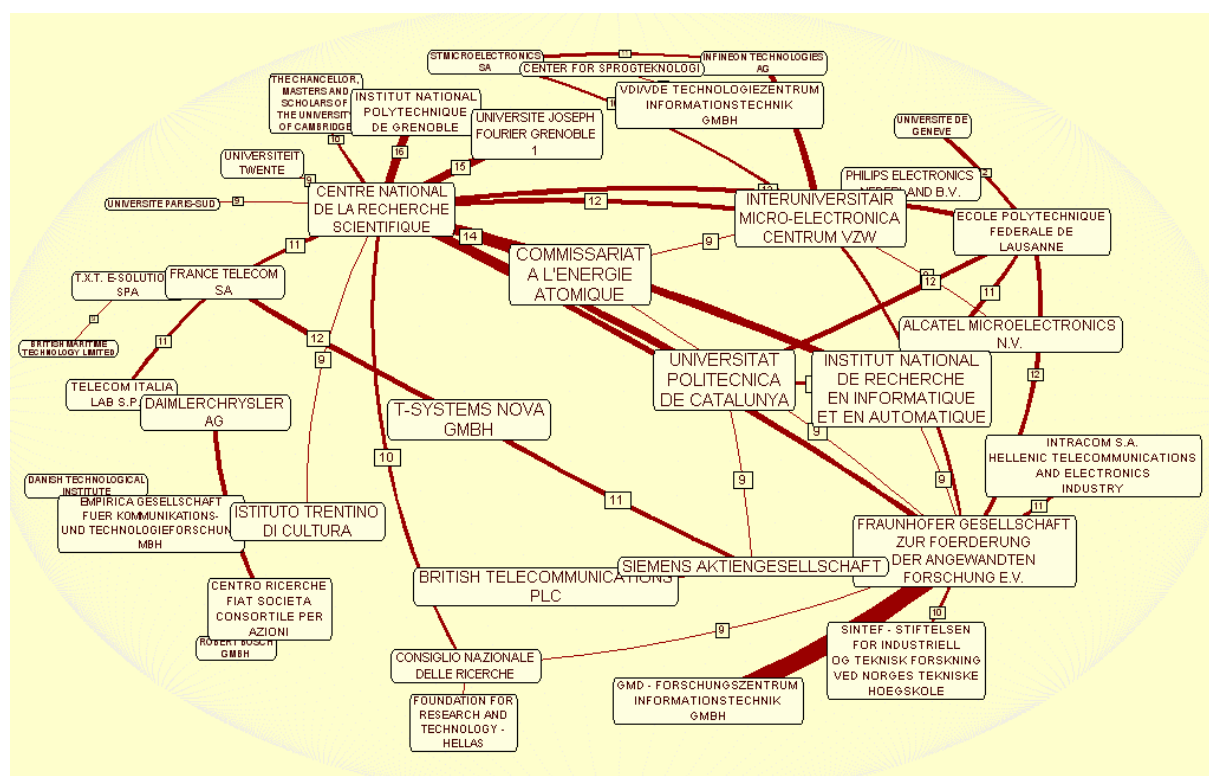 STMICROELECTRONICS
SA
11
INFINEON TECHNOLOGIES
AG
CENTER FOR SPROGTEKNOLOGI
THE CHANCELLOR,
MASTERS AND
SCHOLARS OF
THE UNIVERSITY
OF CAMBRIDGE
INSTITUT NATIONAL
POLYTECHNIQUE
DE GRENOBLE
UNIVERSITE JOSEPH
FOURIER GRENOBLE
1
VDI/VDE TECHNOLOGIEZENTRUM
INFORMATIONSTECHNIK
GMBH
UNIVERSITE DE
GENEVE
10
16
15
UNIVERSITEIT
TWENTE
9
CENTRE NATIONAL
DE LA RECHERCHE
SCIENTIFIQUE
UNIVERSITE PARIS-SUD
9
12
PHILIPS ELECTRONICS
NEDERLAND B.V.
INTERUNIVERSITAIR
MICRO-ELECTRONICA
CENTRUM VZW
ECOLE POLYTECHNIQUE
FEDERALE DE
LAUSANNE
14
9
11
COMMISSARIAT
A L'ENERGIE
ATOMIQUE
T.X.T. E-SOLUTIO
SPA
FRANCE TELECOM
SA
12
11
BRITISH MARITIME
TECHNOLOGY LIMITED
11
12
9
ALCATEL MICROELECTRONICS
N.V.
UNIVERSITAT
POLITECNICA
DE CATALUNYA
INSTITUT NATIONAL
DE RECHERCHE
EN INFORMATIQUE
ET EN AUTOMATIQUE
12
TELECOM ITALIA
LAB S.P.
DAIMLERCHRYSLER
AG
T-SYSTEMS NOVA
GMBH
9
10
9
9
INTRACOM S.A.
HELLENIC TELECOMMUNICATIONS
AND ELECTRONICS
INDUSTRY
DANISH TECHNOLOGICAL
INSTITUTE
EMPIRICA GESELLSCHAFT
FUER KOMMUNIKATIONS-
UND TECHNOLOGIEFORSCHUN
MBH
ISTITUTO TRENTINO
DI CULTURA
11
11
FRAUNHOFER GESELLSCHAFT
ZUR FOERDERUNG
DER ANGEWANDTEN
FORSCHUNG E.V.
SIEMENS AKTIENGESELLSCHAFT
BRITISH TELECOMMUNICATIONS
PLC
CENTRO RICERCHE
FIAT SOCIETA
CONSORTILE PER
AZIONI
ROBERT BOSCH
GMBH
10
9
SINTEF - STIFTELSEN
FOR INDUSTRIELL
OG TEKNISK FORSKNING
VED NORGES TEKNISKE
HOEGSKOLE
CONSIGLIO NAZIONALE
DELLE RICERCHE
GMD - FORSCHUNGSZENTRUM
INFORMATIONSTECHNIK
GMBH
FOUNDATION FOR
RESEARCH AND
TECHNOLOGY -
HELLAS